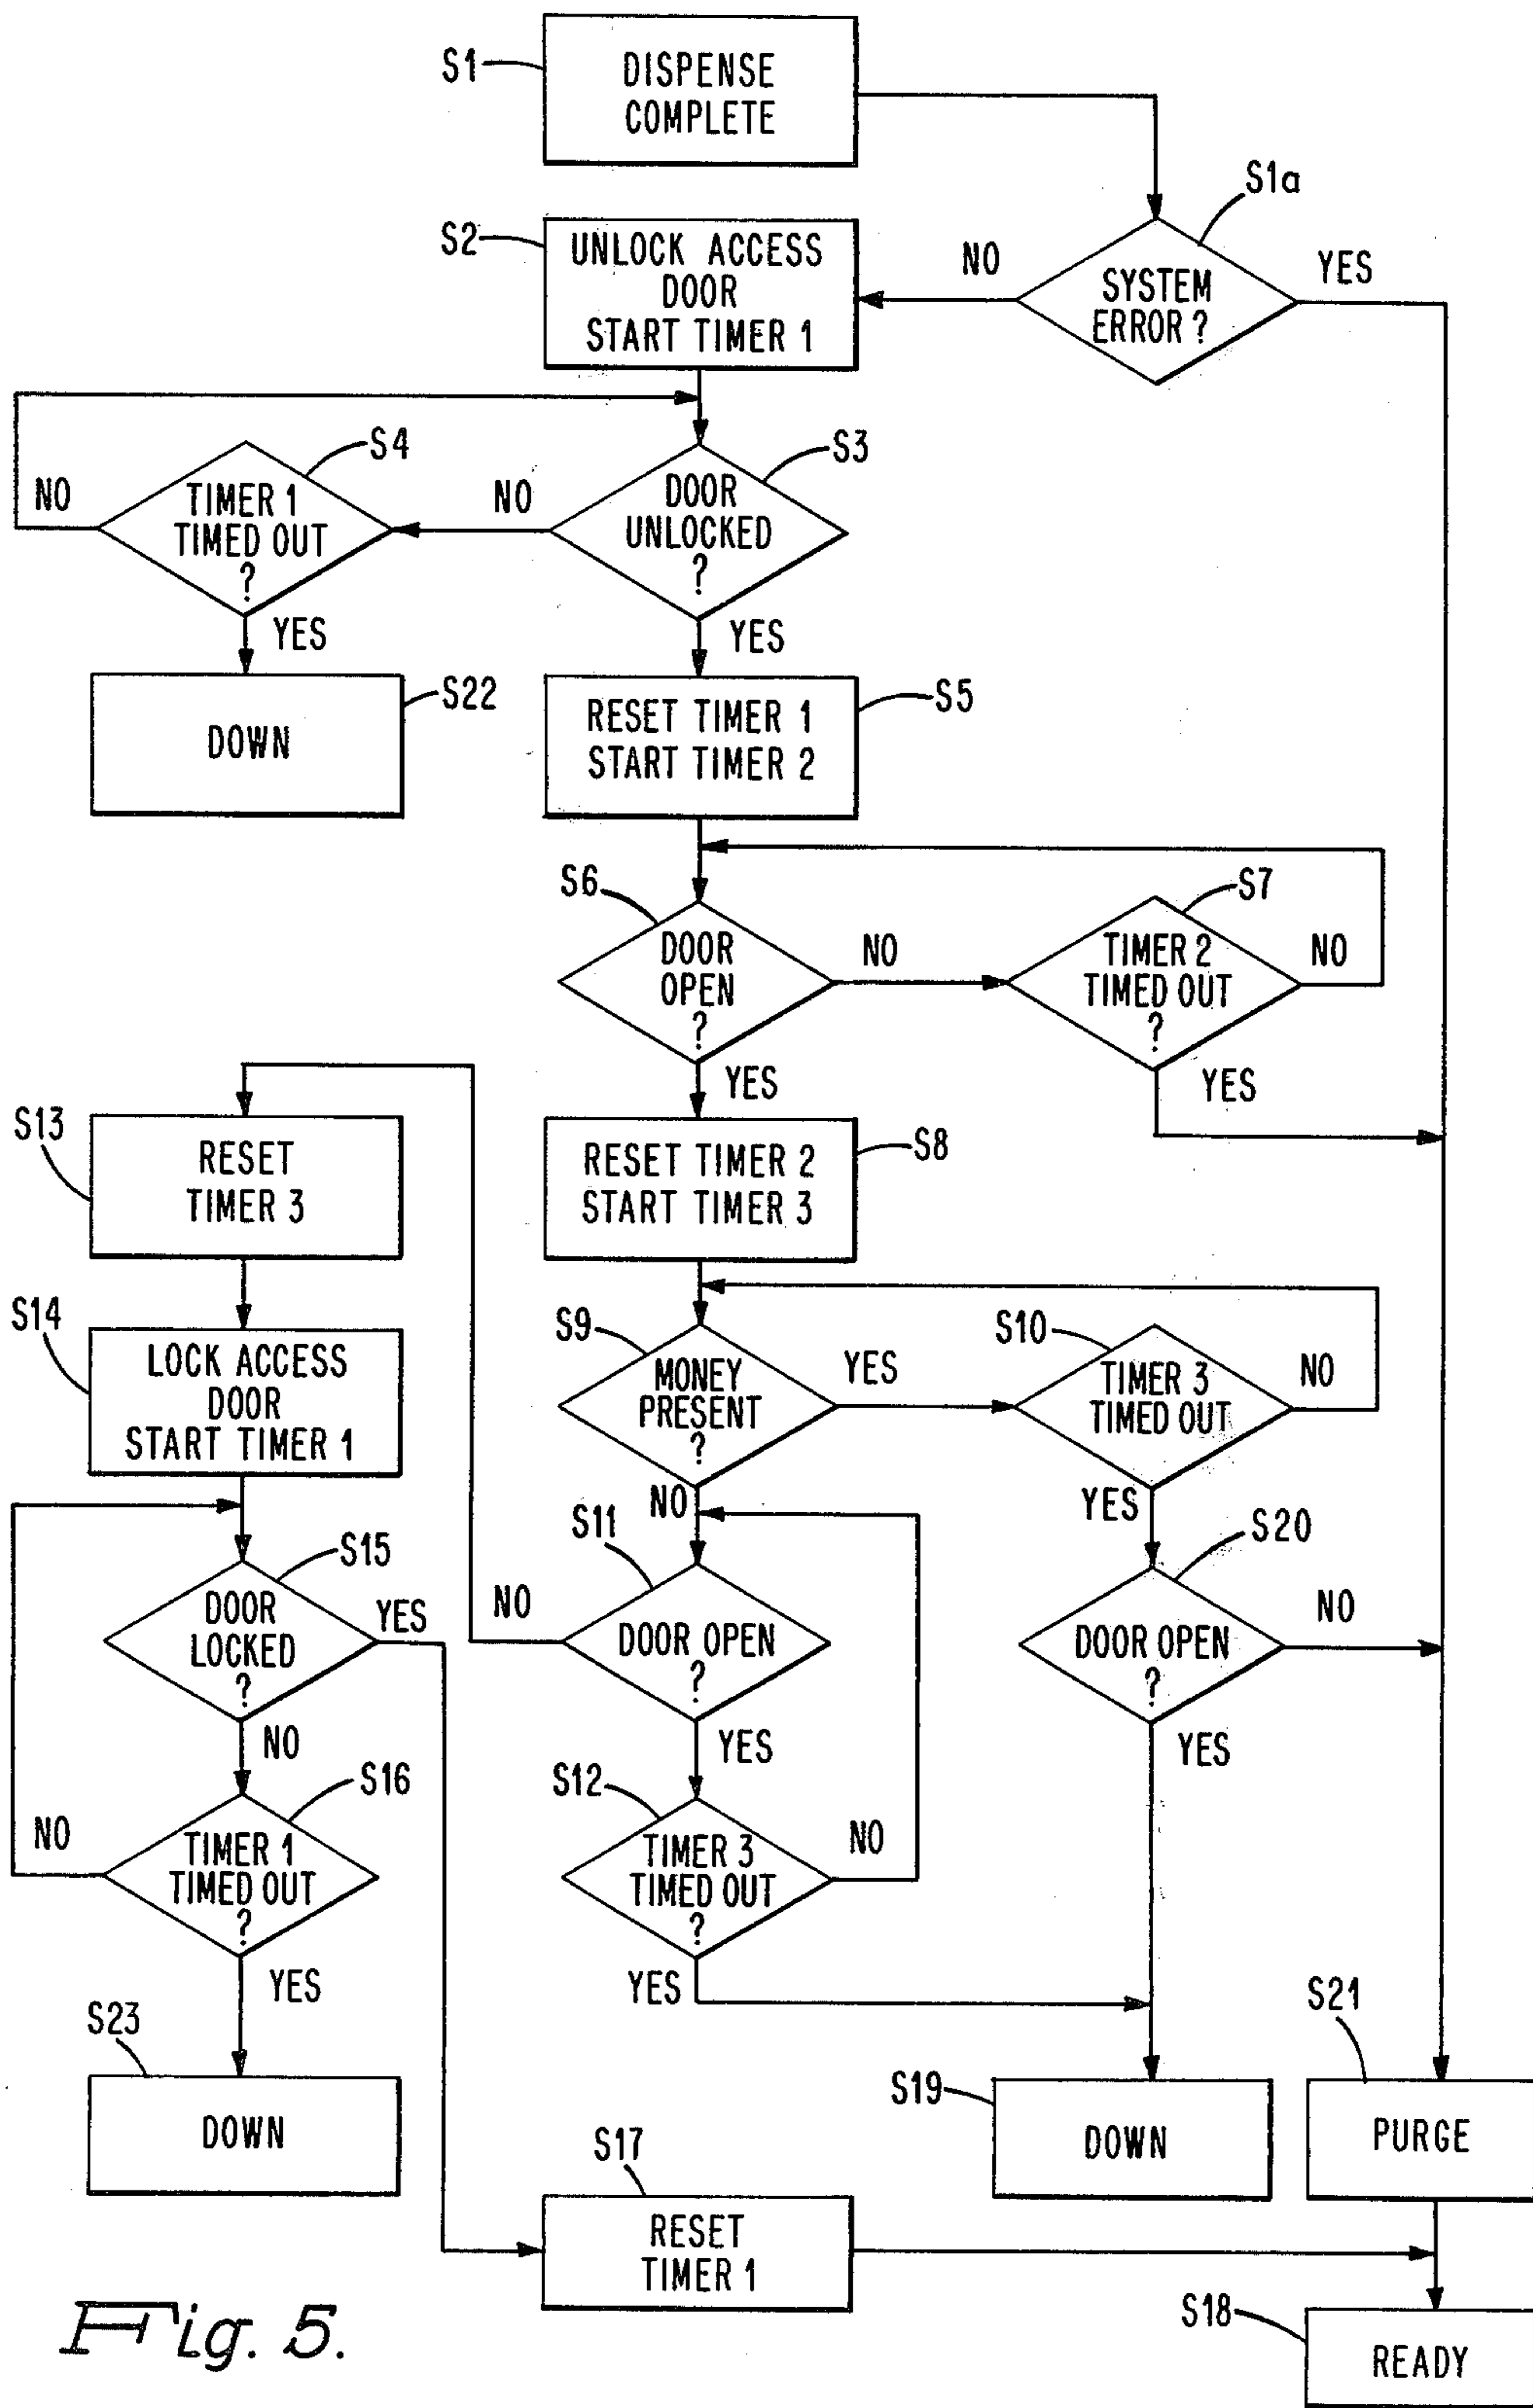 S1
DISPENSE
COMPLETE
S1a
S2
UNLOCK ACCESS
DOOR
START TIMER 1
NO
SYSTEM
ERROR ?
YES
S4
S3
NO
TIMER 1
TIMED OUT
?
NO
DOOR
UNLOCKED
?
YES
YES
S22
DOWN
S5
RESET TIMER 1
START TIMER 2
S6
S7
DOOR
OPEN
?
NO
TIMER 2
TIMED OUT
?
NO
YES
YES
S13
RESET
TIMER 3
S8
RESET TIMER 2
START TIMER 3
S14
LOCK ACCESS
DOOR
START TIMER 1
S9
S10
MONEY
PRESENT
?
YES
TIMER 3
TIMED OUT
NO
NO
YES
S15
S11
S20
DOOR
LOCKED
?
YES
NO
DOOR OPEN
?
DOOR OPEN
?
NO
NO
YES
YES
S16
S12
NO
TIMER 1
TIMED OUT
?
TIMER 3
TIMED OUT
?
NO
YES
YES
S23
DOWN
S19
DOWN
S21
PURGE
S17
RESET
TIMER 1
S18
READY
Fig. 5.